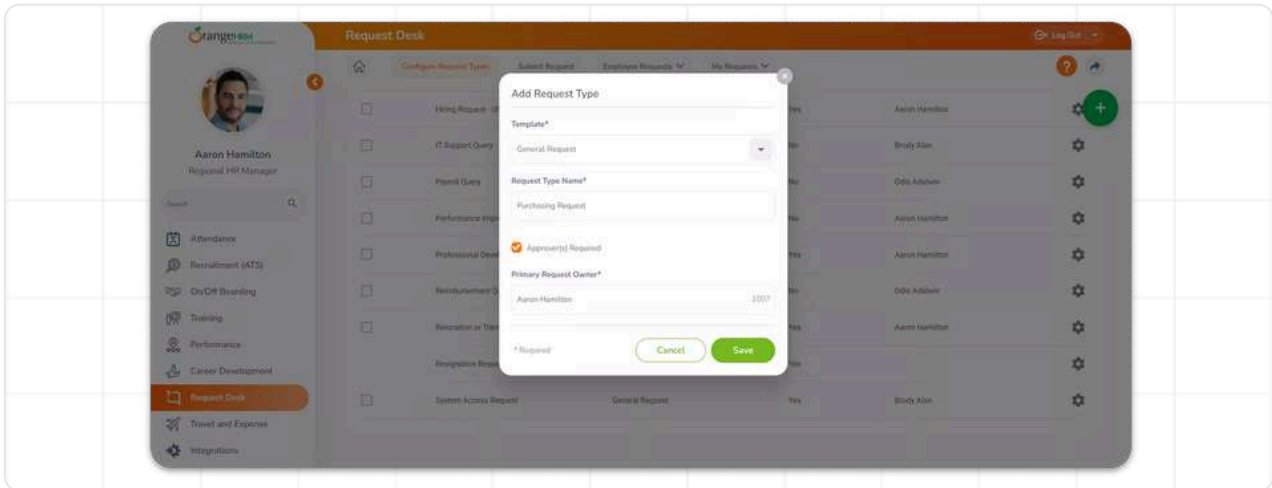 OrangeHRM
Request Desk
Log Out
Configure Request Types
Submit Request
Employee Requests
My Requests
?
Aaron Hamilton
Regional HR Manager
Search
Attendance
Recruitment (ATS)
On/Off Boarding
Training
Performance
Career Development
Request Desk
Travel and Expense
Integrations
Hiring Request
Yes
Aaron Hamilton
+
IT Support Query
No
Brody Alan
Payroll Query
No
Odis Adalwin
Performance
No
Aaron Hamilton
Professional
Yes
Aaron Hamilton
Reimbursement
No
Odis Adalwin
Relocation or
Yes
Aaron Hamilton
Resignation
Yes
System Access Request
General Request
Yes
Brody Alan
Add Request Type
Template*
General Request
Request Type Name*
Purchasing Request
Approver(s) Required
Primary Request Owner*
Aaron Hamilton
1007
* Required
Cancel
Save